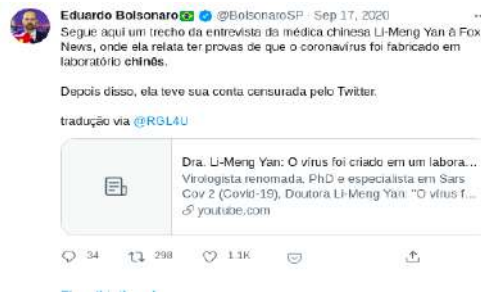 Eduardo Bolsonaro @BolsonaroSP · Sep 17, 2020
Segue aqui um trecho da entrevista da médica chinesa Li-Meng Yan à Fox
News, onde ela relata ter provas de que o coronavírus foi fabricado em
laboratório chinês.
Depois disso, ela teve sua conta censurada pelo Twitter.
tradução via @RGL4U
Dra. Li-Meng Yan: O vírus foi criado em um labora...
Virologista renomada, PhD e especialista em Sars
Cov 2 (Covid-19), Doutora Li-Meng Yan: "O vírus f...
youtube.com
34 298 1.1K